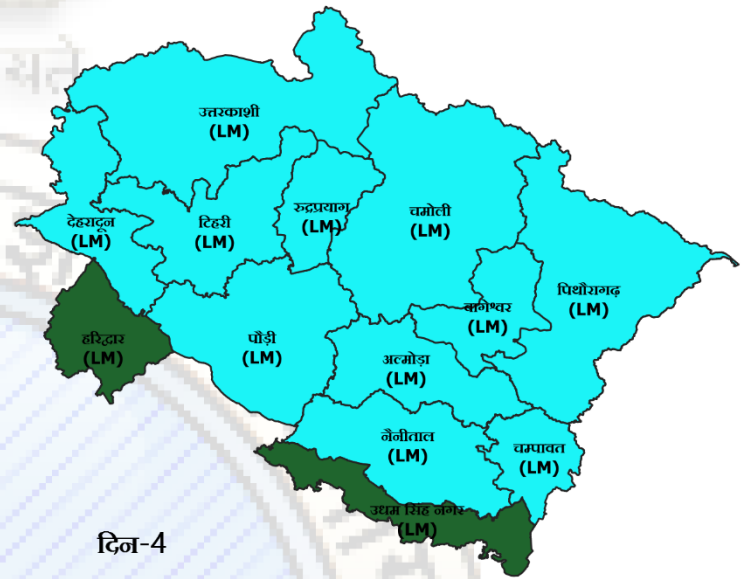 उत्तरकाशी
(LM)
देहरादून
(LM)
टिहरी
(LM)
रुद्रप्रयाग
(LM)
चमोली
(LM)
पिथौरागढ़
(LM)
बागेश्वर
(LM)
हरिद्वार
(LM)
पौड़ी
(LM)
अल्मोड़ा
(LM)
नैनीताल
(LM)
चम्पावत
(LM)
उधम सिंह नगर
(LM)
दिन-4